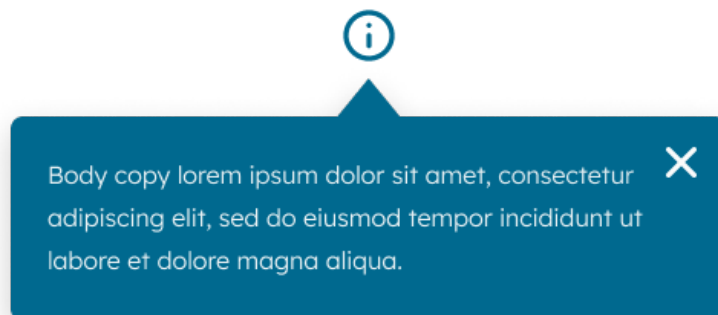 Body copy lorem ipsum dolor sit amet, consectetur
adipiscing elit, sed do eiusmod tempor incididunt ut
labore et dolore magna aliqua.